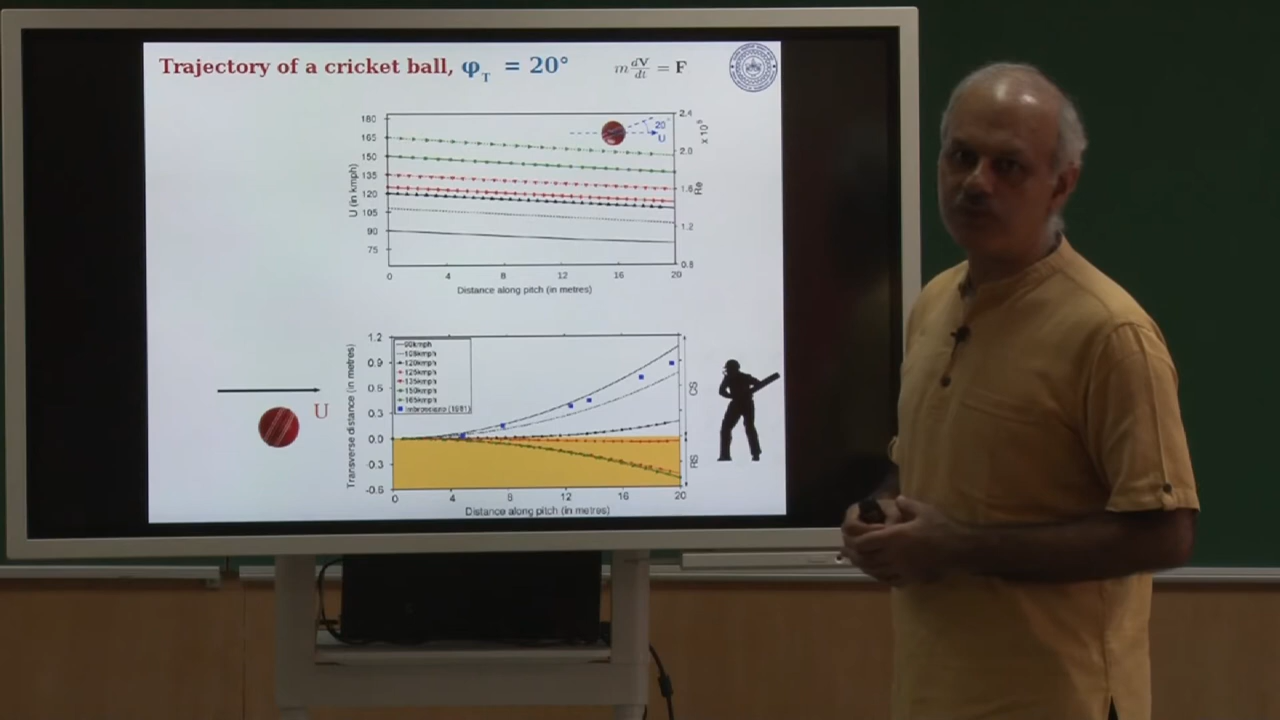 Trajectory of a cricket ball, φT = 20°
m dV/dt = F
180
165
150
135
120
105
90
75
U (in kmph)
2.4
2.0
1.6
1.2
0.8
Re
20
U
0 4 8 12 16 20
Distance along pitch (in metres)
1.2
0.9
0.6
0.3
0.0
-0.3
-0.6
Transverse distance (in metres)
90kmph
108kmph
120kmph
125kmph
135kmph
150kmph
165kmph
OS
RS
U
0 4 8 12 16 20
Distance along pitch (in metres)